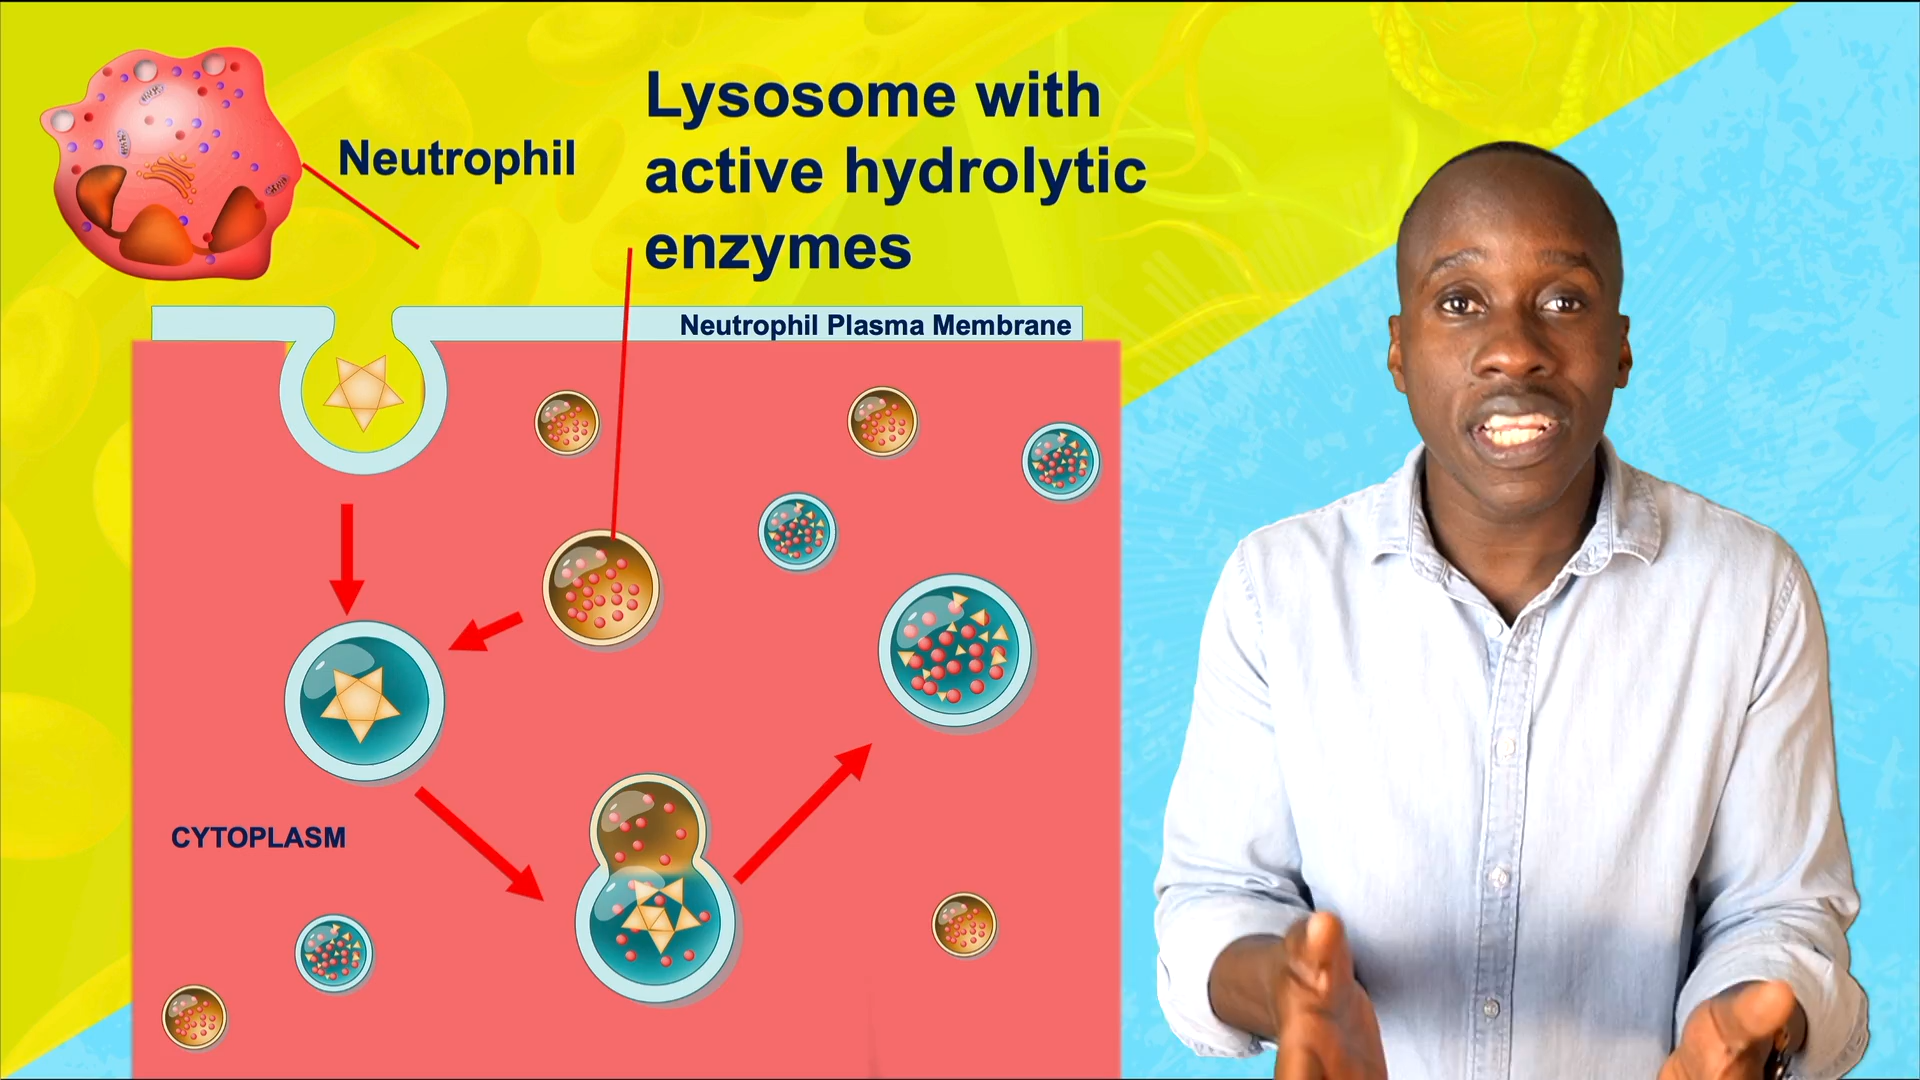 Neutrophil
Lysosome with
active hydrolytic
enzymes
Neutrophil Plasma Membrane
CYTOPLASM